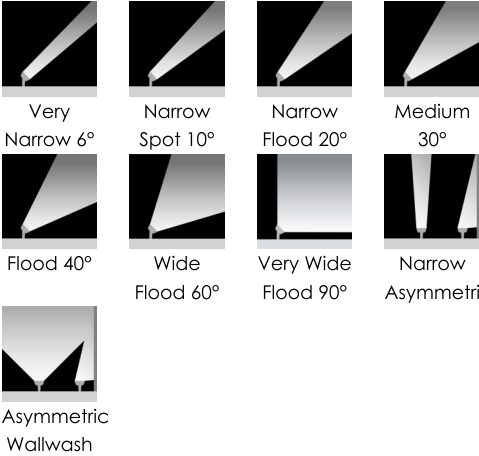 Very
Narrow 6°
Narrow
Spot 10°
Narrow
Flood 20°
Medium
30°
Flood 40°
Wide
Flood 60°
Very Wide
Flood 90°
Narrow
Asymmetri
Asymmetric
Wallwash